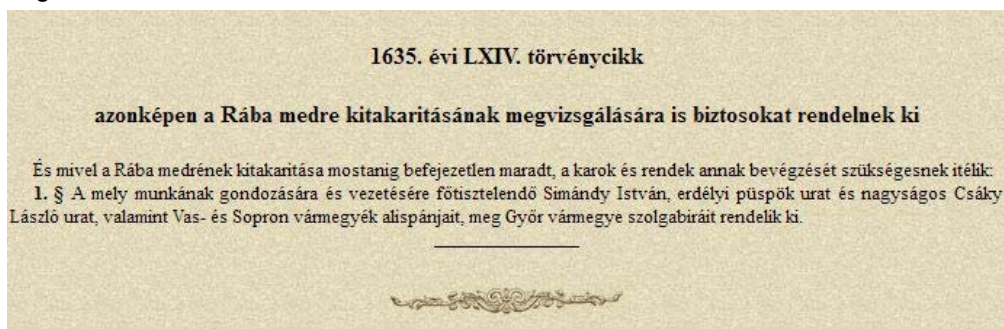 1635. évi LXIV. törvénycikk
azonképen a Rába medre kitakaritásának megvizsgálására is biztosokat rendelnek ki
És mivel a Rába medrének kitakaritása mostanig befejezetlen maradt, a karok és rendek annak bevégzését szükségesnek itélik:
1. § A mely munkának gondozására és vezetésére főtisztelendő Simándy István, erdélyi püspök urat és nagyságos Csáky
László urat, valamint Vas- és Sopron vármegyék alispánjait, meg Győr vármegye szolgabiráit rendelik ki.